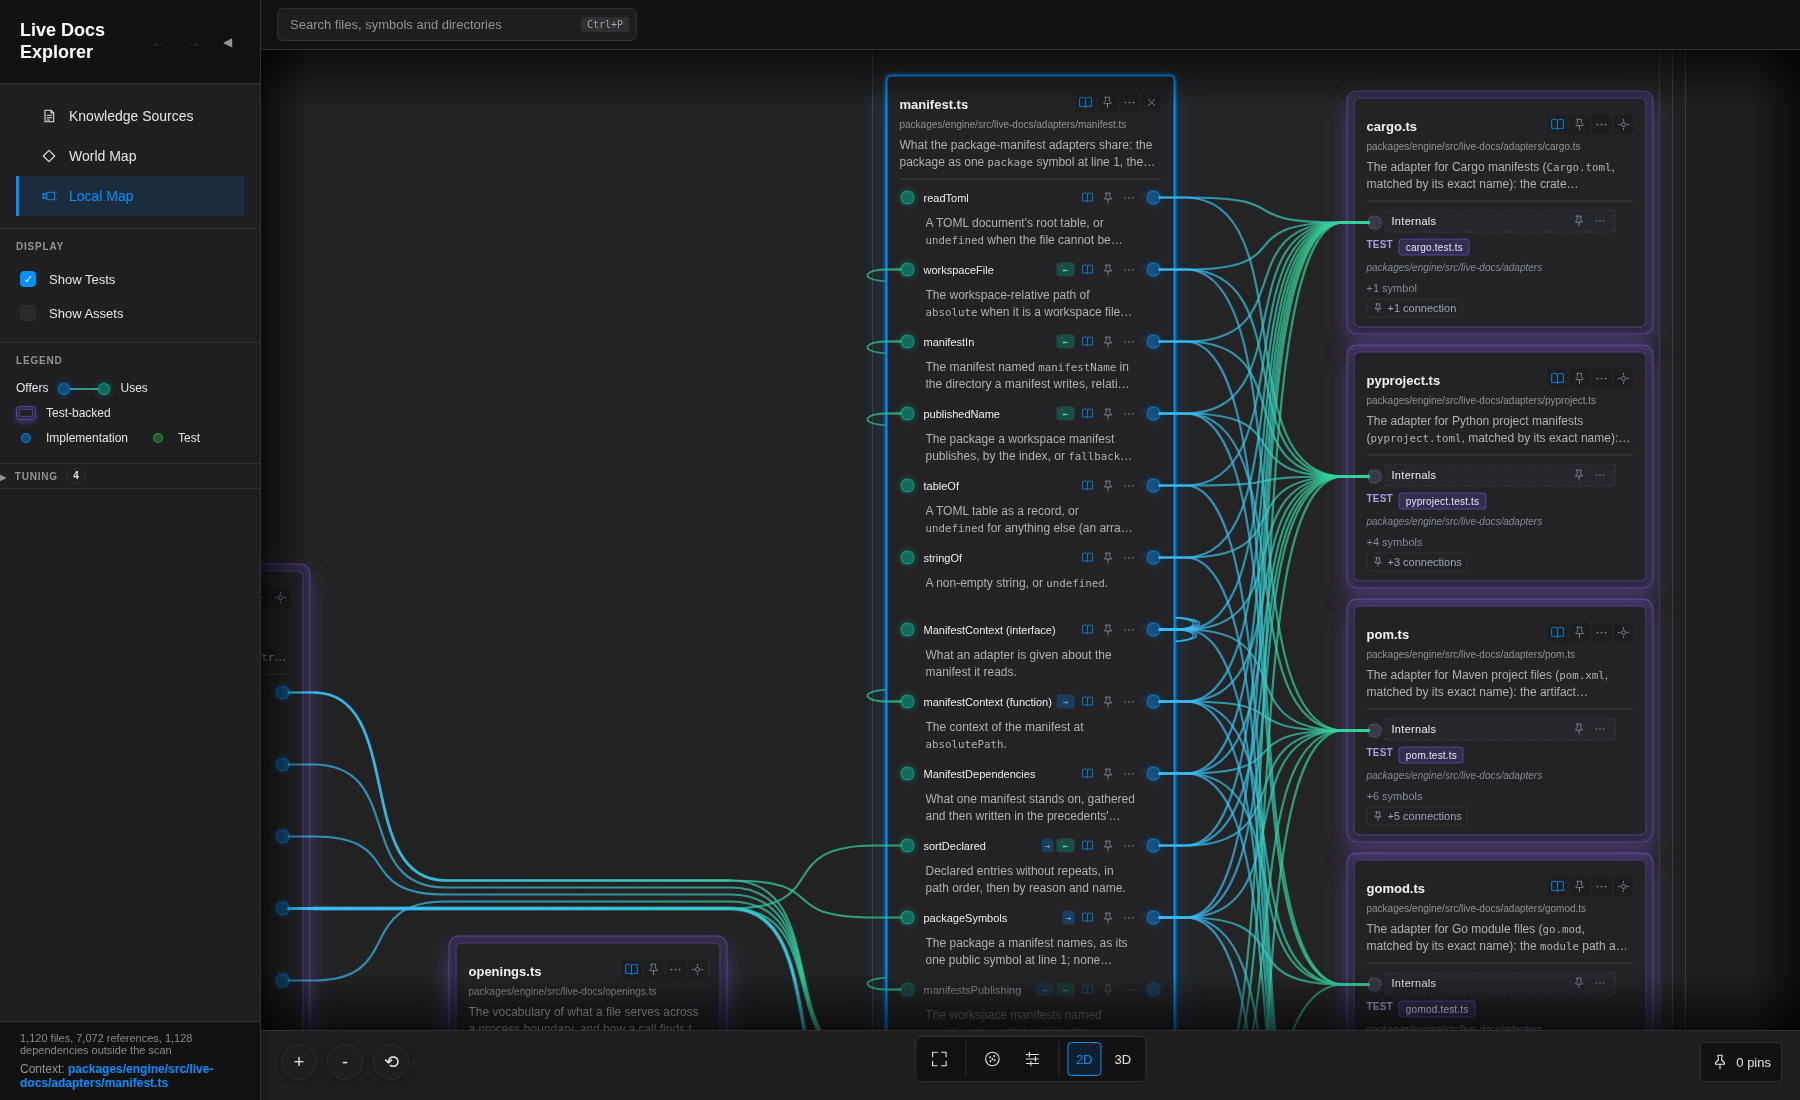 Live Docs
Explorer
Search files, symbols and directories
Ctrl+P
Knowledge Sources
World Map
Local Map
DISPLAY
Show Tests
Show Assets
LEGEND
Offers
Uses
Test-backed
Implementation
Test
TUNING
4
1,120 files, 7,072 references, 1,128
dependencies outside the scan
Context: packages/engine/src/live-
docs/adapters/manifest.ts
tr…
openings.ts
packages/engine/src/live-docs/openings.ts
The vocabulary of what a file serves across
a process boundary, and how a call finds t
manifest.ts
packages/engine/src/live-docs/adapters/manifest.ts
What the package-manifest adapters share: the
package as one package symbol at line 1, the…
readToml
A TOML document's root table, or
undefined when the file cannot be…
workspaceFile
The workspace-relative path of
absolute when it is a workspace file…
manifestIn
The manifest named manifestName in
the directory a manifest writes, relati…
publishedName
The package a workspace manifest
publishes, by the index, or fallback…
tableOf
A TOML table as a record, or
undefined for anything else (an arra…
stringOf
A non-empty string, or undefined.
ManifestContext (interface)
What an adapter is given about the
manifest it reads.
manifestContext (function)
The context of the manifest at
absolutePath.
ManifestDependencies
What one manifest stands on, gathered
and then written in the precedents'…
sortDeclared
Declared entries without repeats, in
path order, then by reason and name.
packageSymbols
The package a manifest names, as its
one public symbol at line 1; none…
manifestsPublishing
The workspace manifests named
cargo.ts
packages/engine/src/live-docs/adapters/cargo.ts
The adapter for Cargo manifests (Cargo.toml,
matched by its exact name): the crate…
Internals
TEST
cargo.test.ts
packages/engine/src/live-docs/adapters
+1 symbol
+1 connection
pyproject.ts
packages/engine/src/live-docs/adapters/pyproject.ts
The adapter for Python project manifests
(pyproject.toml, matched by its exact name):…
Internals
TEST
pyproject.test.ts
packages/engine/src/live-docs/adapters
+4 symbols
+3 connections
pom.ts
packages/engine/src/live-docs/adapters/pom.ts
The adapter for Maven project files (pom.xml,
matched by its exact name): the artifact…
Internals
TEST
pom.test.ts
packages/engine/src/live-docs/adapters
+6 symbols
+5 connections
gomod.ts
packages/engine/src/live-docs/adapters/gomod.ts
The adapter for Go module files (go.mod,
matched by its exact name): the module path a…
Internals
TEST
gomod.test.ts
packages/engine/src/live-docs/adapters
+
-
2D
3D
0 pins